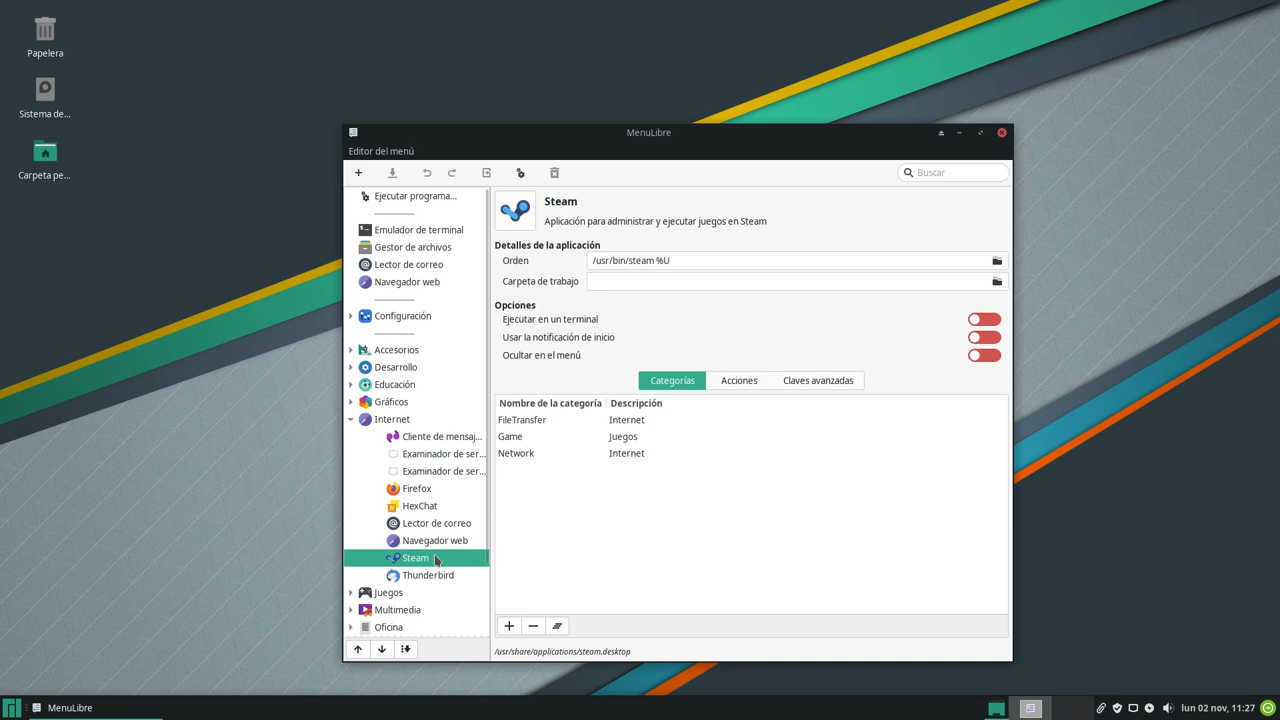 Papelera
Sistema de...
Carpeta pe...
MenuLibre
Editor del menú
Buscar
Ejecutar programa...
Emulador de terminal
Gestor de archivos
Lector de correo
Navegador web
Configuración
Accesorios
Desarrollo
Educación
Gráficos
Internet
Cliente de mensaj...
Examinador de ser...
Examinador de ser...
Firefox
HexChat
Lector de correo
Navegador web
Steam
Thunderbird
Juegos
Multimedia
Oficina
Steam
Aplicación para administrar y ejecutar juegos en Steam
Detalles de la aplicación
Orden /usr/bin/steam %U
Carpeta de trabajo
Opciones
Ejecutar en un terminal
Usar la notificación de inicio
Ocultar en el menú
Categorías Acciones Claves avanzadas
Nombre de la categoría Descripción
FileTransfer Internet
Game Juegos
Network Internet
/usr/share/applications/steam.desktop
MenuLibre
lun 02 nov, 11:27